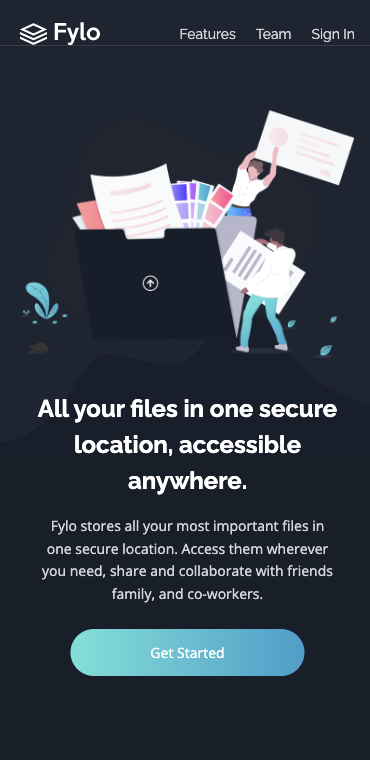 Fylo
Features Team Sign In
All your files in one secure
location, accessible
anywhere.
Fylo stores all your most important files in
one secure location. Access them wherever
you need, share and collaborate with friends
family, and co-workers.
Get Started